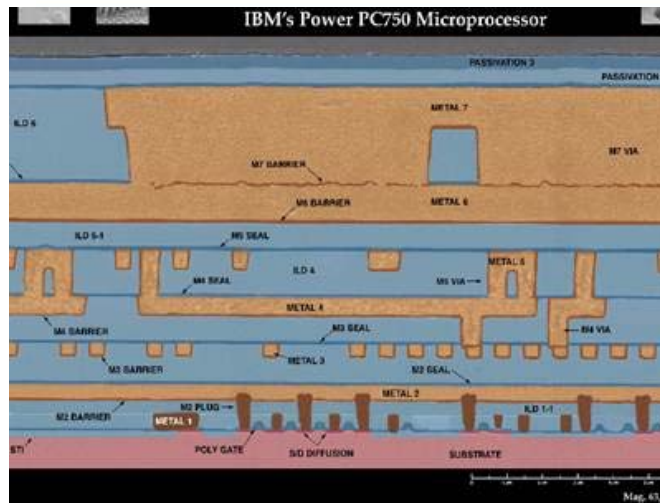 IBM's Power PC750 Microprocessor
PASSIVATION 3
PASSIVATION
METAL 7
ILD 6
M7 BARRIER
M7 VIA
METAL 6
M6 BARRIER
ILD 5-1
M5 SEAL
ILD 4
METAL 5
M4 SEAL
M5 VIA
METAL 4
M3 SEAL
M4 BARRIER
M4 VIA
METAL 3
M3 BARRIER
M2 SEAL
METAL 2
M2 PLUG
M2 BARRIER
METAL 1
ILD 1-1
STI
POLY GATE
S/D DIFFUSION
SUBSTRATE